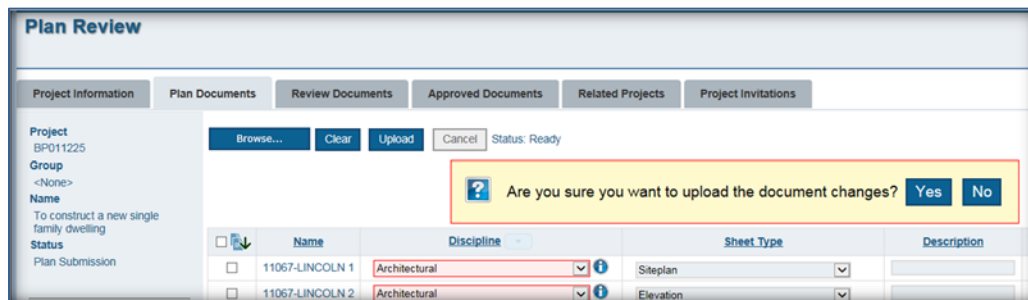 Plan Review
Project Information Plan Documents Review Documents Approved Documents Related Projects Project Invitations
Project
BP011225
Group
<None>
Name
To construct a new single
family dwelling
Status
Plan Submission
Browse... Clear Upload Cancel Status: Ready
? Are you sure you want to upload the document changes? Yes No
Name Discipline Sheet Type Description
11067-LINCOLN 1 Architectural Siteplan
11067-LINCOLN 2 Architectural Elevation